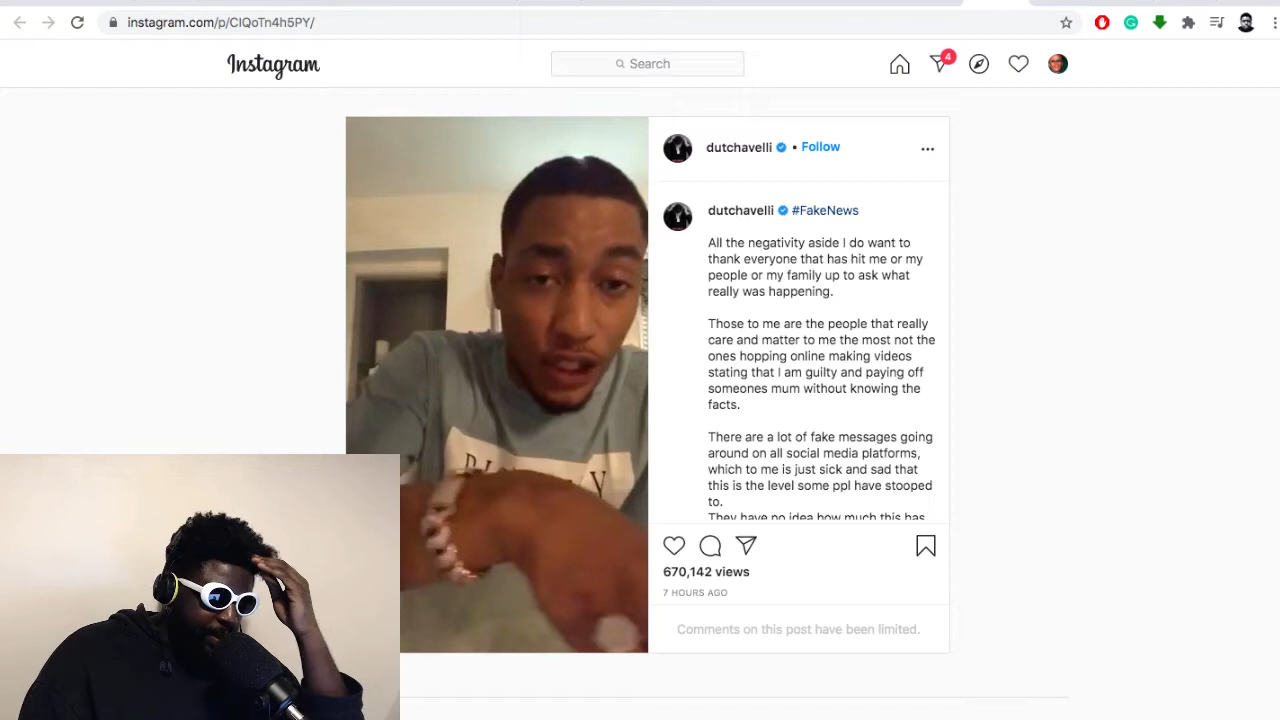 instagram.com/p/CIQoTn4h5PY/
Instagram
Search
4
dutchavelli • Follow
dutchavelli #FakeNews
All the negativity aside I do want to
thank everyone that has hit me or my
people or my family up to ask what
really was happening.
Those to me are the people that really
care and matter to me the most not the
ones hopping online making videos
stating that I am guilty and paying off
someones mum without knowing the
facts.
There are a lot of fake messages going
around on all social media platforms,
which to me is just sick and sad that
this is the level some ppl have stooped
to.
They have no idea how much this has
670,142 views
7 HOURS AGO
Comments on this post have been limited.